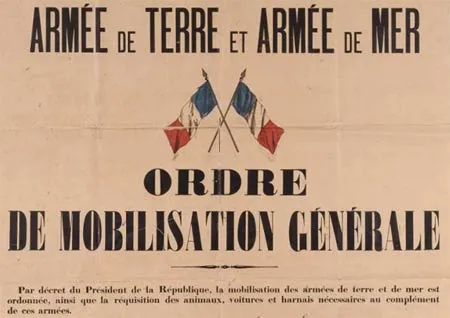 ARMÉE DE TERRE ET ARMÉE DE MER
ORDRE
DE MOBILISATION GÉNÉRALE
Par décret du Président de la République, la mobilisation des armées de terre et de mer est
ordonnée, ainsi que la réquisition des animaux, voitures et harnais nécessaires au complément
de ces armées.